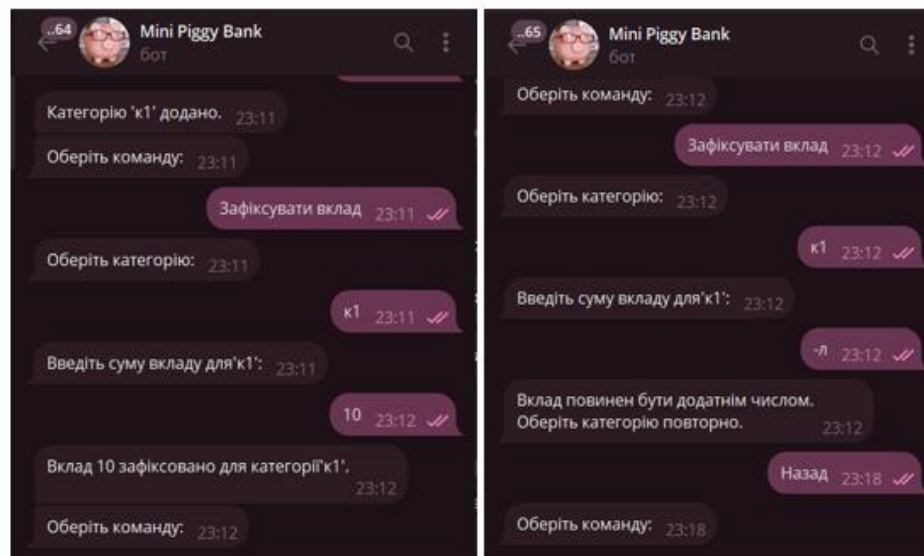 ..64
Mini Piggy Bank
бот
Категорію 'к1' додано. 23:11
Оберіть команду: 23:11
Зафіксувати вклад 23:11
Оберіть категорію: 23:11
к1 23:11
Введіть суму вкладу для'к1': 23:11
10 23:12
Вклад 10 зафіксовано для категорії'к1'.
23:12
Оберіть команду: 23:12
..65
Mini Piggy Bank
бот
Оберіть команду: 23:12
Зафіксувати вклад 23:12
Оберіть категорію: 23:12
к1 23:12
Введіть суму вкладу для'к1': 23:12
-л 23:12
Вклад повинен бути додатнім числом.
Оберіть категорію повторно. 23:12
Назад 23:18
Оберіть команду: 23:18